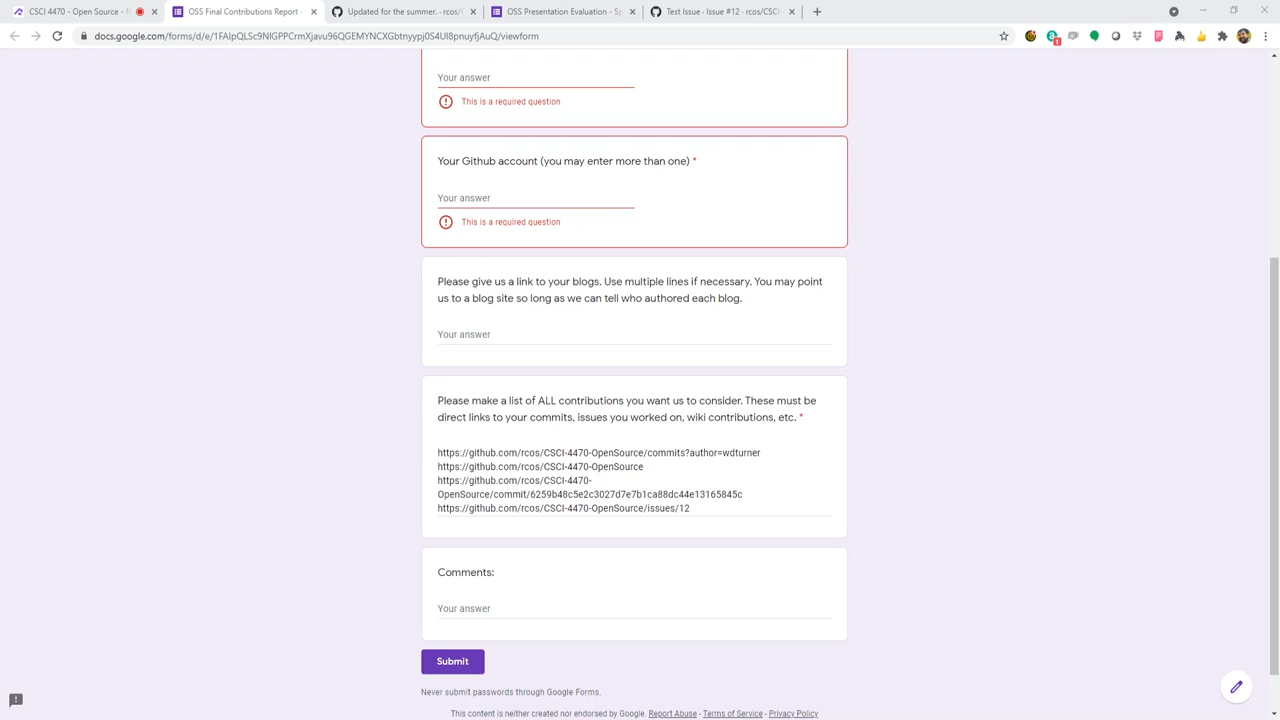 CSCI 4470 - Open Source - 
OSS Final Contributions Report -
Updated for the summer. · rcos/C
OSS Presentation Evaluation - Sp
Test Issue · Issue #12 · rcos/CSCI-
docs.google.com/forms/d/e/1FAIpQLSc9NlGPPCrmXjavu96QGEMYNCXGbtnyypj0S4UI8pnuyfjAuQ/viewform
1
Your answer
This is a required question
Your Github account (you may enter more than one) *
Your answer
This is a required question
Please give us a link to your blogs. Use multiple lines if necessary. You may point
us to a blog site so long as we can tell who authored each blog.
Your answer
Please make a list of ALL contributions you want us to consider. These must be
direct links to your commits, issues you worked on, wiki contributions, etc. *
https://github.com/rcos/CSCI-4470-OpenSource/commits?author=wdturner
https://github.com/rcos/CSCI-4470-OpenSource
https://github.com/rcos/CSCI-4470-
OpenSource/commit/6259b48c5e2c3027d7e7b1ca88dc44e13165845c
https://github.com/rcos/CSCI-4470-OpenSource/issues/12
Comments:
Your answer
Submit
Never submit passwords through Google Forms.
This content is neither created nor endorsed by Google. Report Abuse - Terms of Service - Privacy Policy